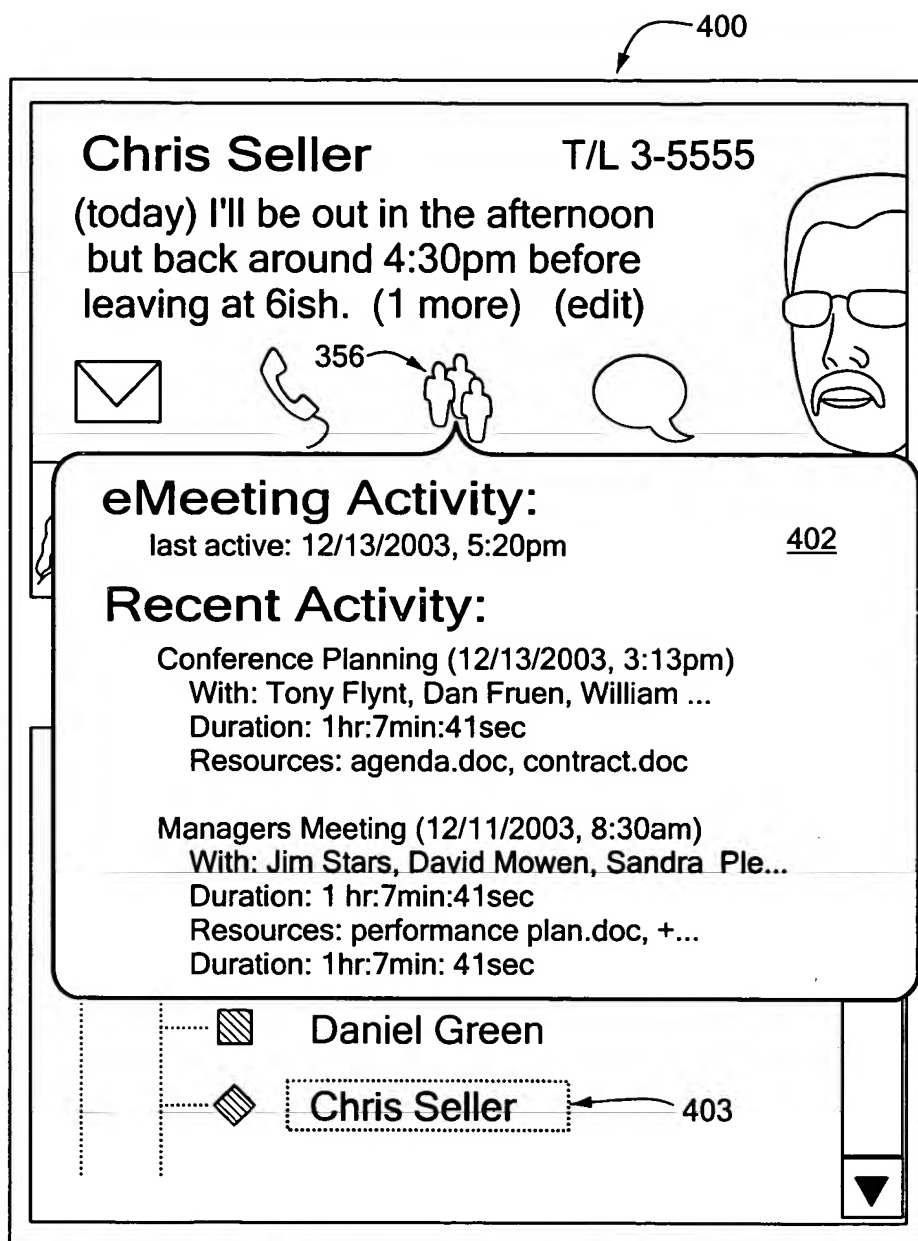 400
Chris Seller T/L 3-5555
(today) I'll be out in the afternoon
but back around 4:30pm before
leaving at 6ish. (1 more) (edit)
356
eMeeting Activity:
last active: 12/13/2003, 5:20pm 402
Recent Activity:
Conference Planning (12/13/2003, 3:13pm)
With: Tony Flynt, Dan Fruen, William ...
Duration: 1hr:7min:41sec
Resources: agenda.doc, contract.doc
Managers Meeting (12/11/2003, 8:30am)
With: Jim Stars, David Mowen, Sandra Ple...
Duration: 1 hr:7min:41sec
Resources: performance plan.doc, +...
Duration: 1hr:7min: 41sec
Daniel Green
Chris Seller 403